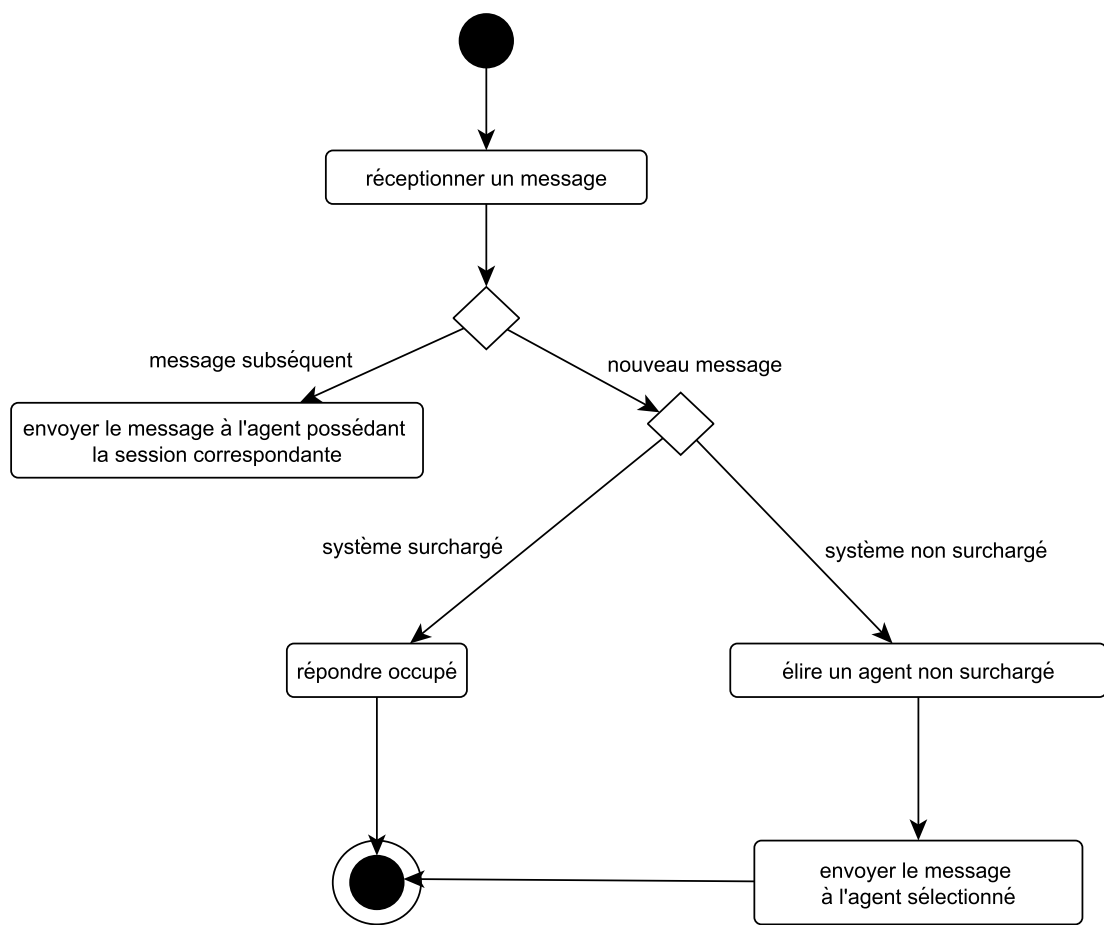 réceptionner un message
message subséquent
nouveau message
envoyer le message à l'agent possédant
la session correspondante
système surchargé
système non surchargé
répondre occupé
élire un agent non surchargé
envoyer le message
à l'agent sélectionné